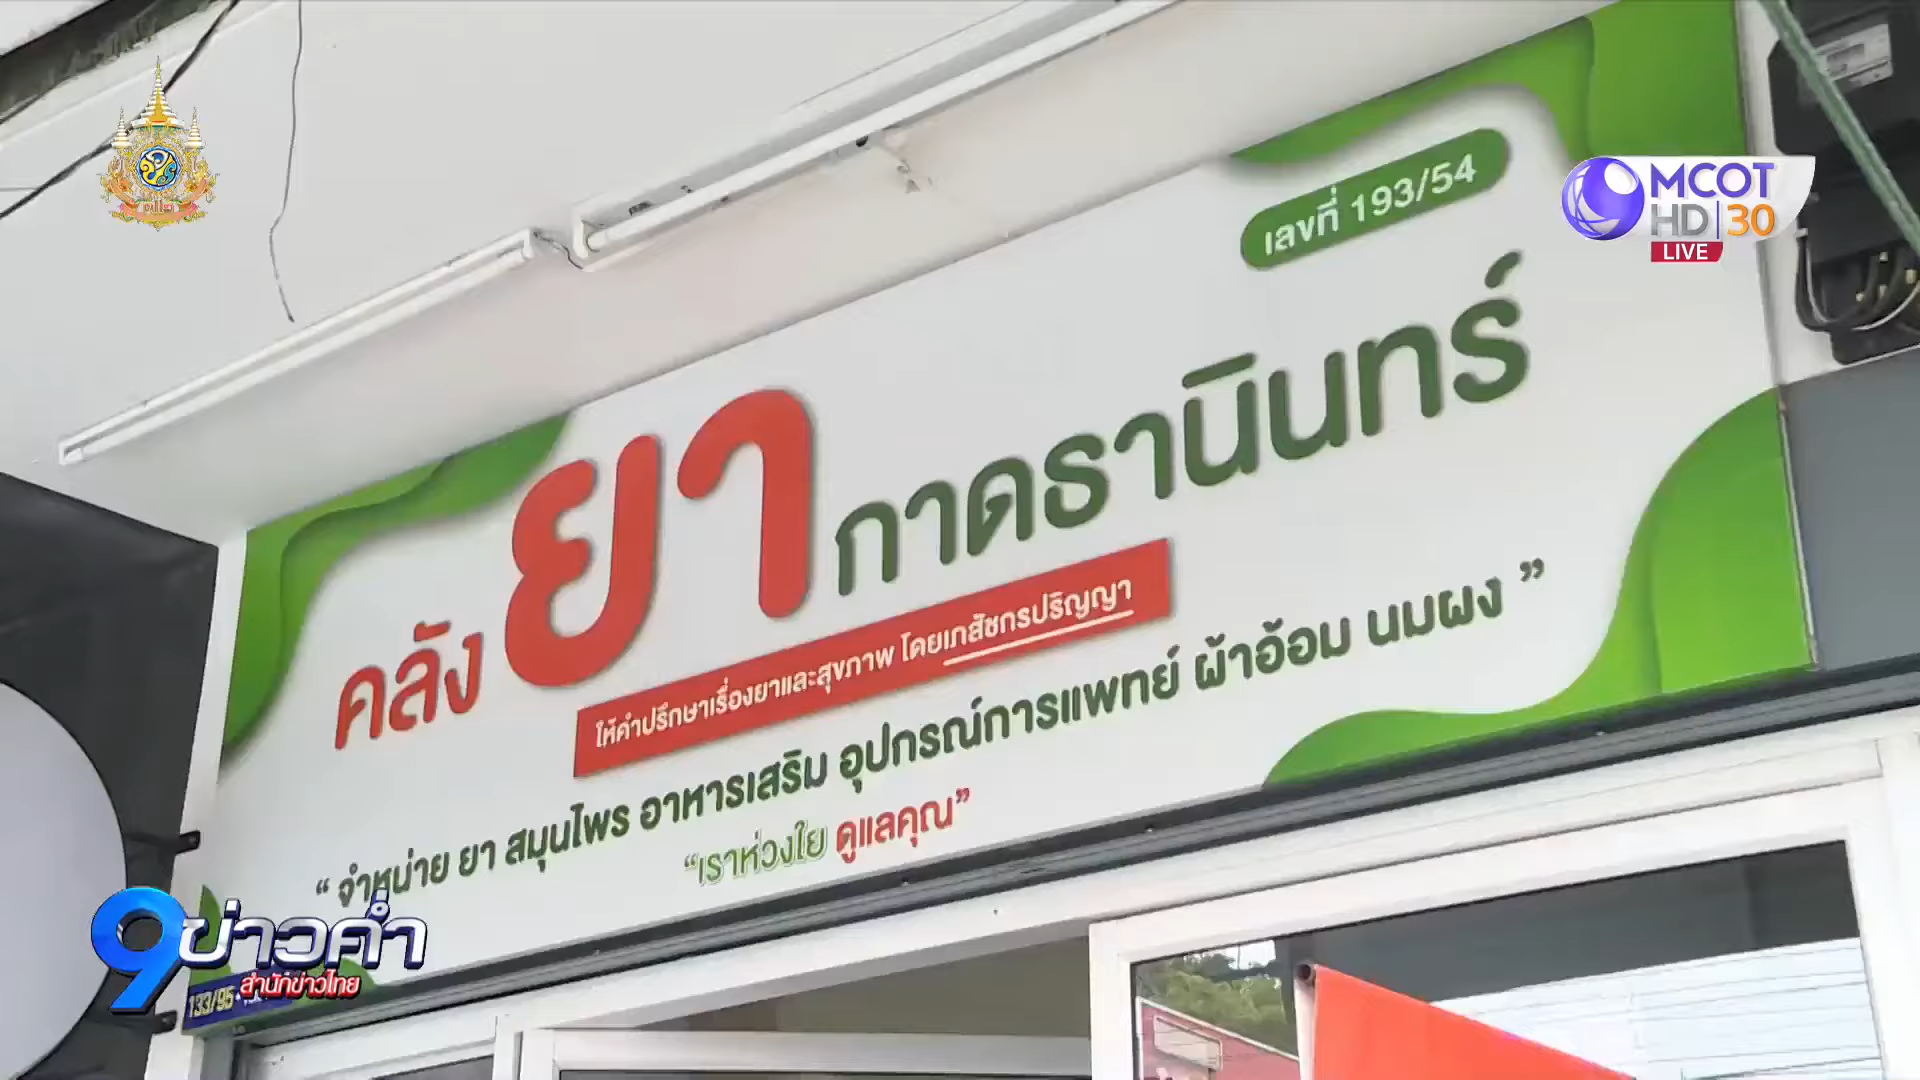 MCOT
HD 30
LIVE
เลขที่ 193/54
คลังยา กาดธรานินทร์
ให้คำปรึกษาเรื่องยาและสุขภาพ โดยเภสัชกรปริญญา
“ จำหน่าย ยา สมุนไพร อาหารเสริม อุปกรณ์การแพทย์ ผ้าอ้อม นมผง ”
“เราห่วงใย ดูแลคุณ”
9 ข่าวค่ำ
สำนักข่าวไทย
133/95